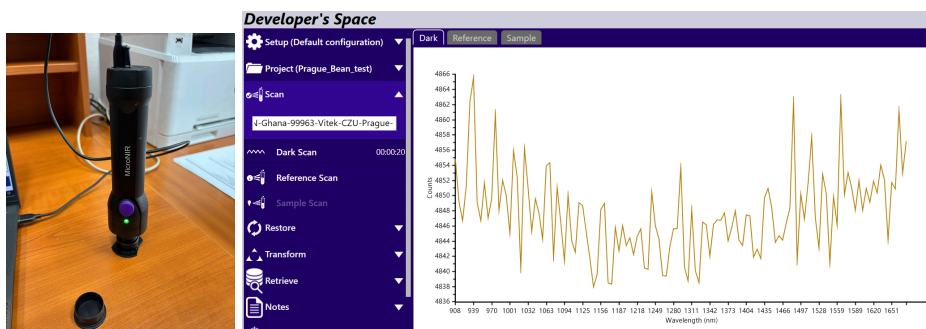 MicroNIR
Developer's Space
Setup (Default configuration)
Project (Prague_Bean_test)
Scan
N-Ghana-99963-Vitek-CZU-Prague-
Dark Scan 00:00:20
Reference Scan
Sample Scan
Restore
Transform
Retrieve
Notes
Dark Reference Sample
4866
4864
4862
4860
4858
4856
4854
4852
4850
4848
4846
4844
4842
4840
4838
4836
Counts
908 939 970 1001 1032 1063 1094 1125 1156 1187 1218 1249 1280 1311 1342 1373 1404 1435 1466 1497 1528 1559 1589 1620 1651
Wavelength (nm)